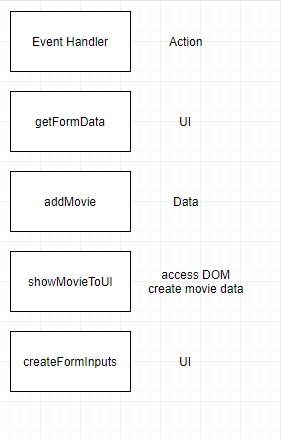 Event Handler
Action
getFormData
UI
addMovie
Data
showMovieToUI
access DOM
create movie data
createFormInputs
UI